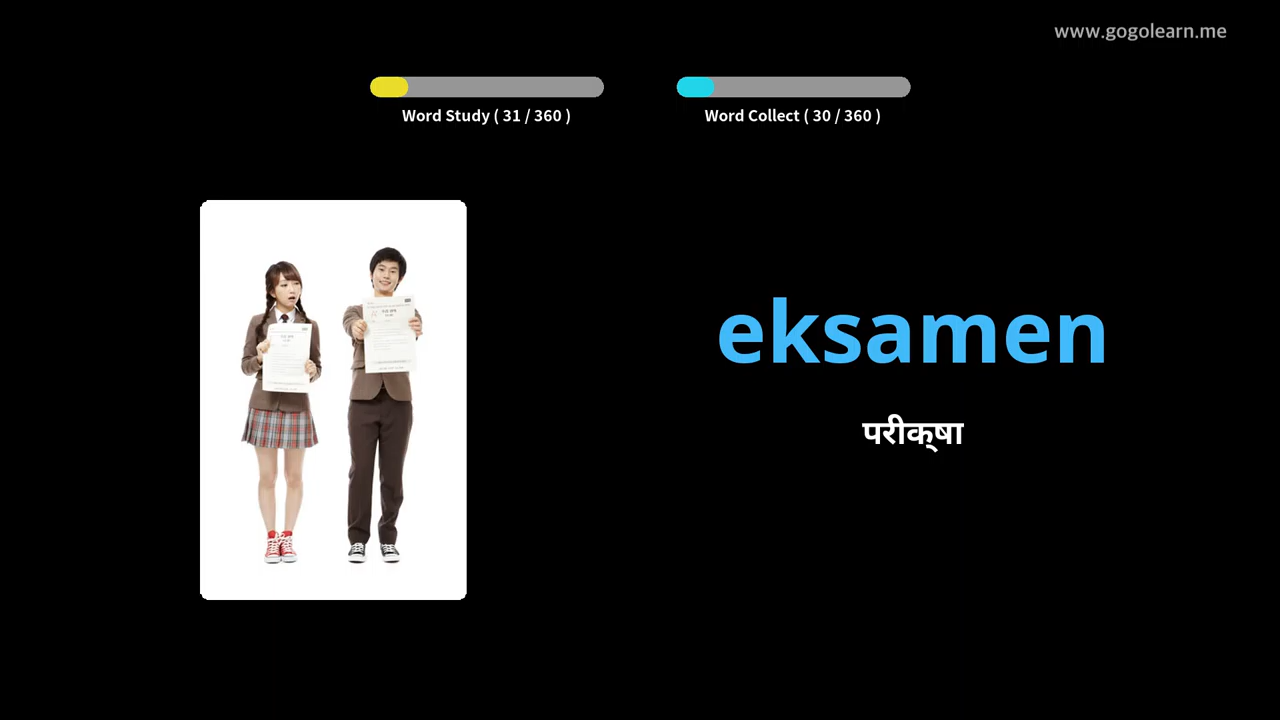 www.gogolearn.me
Word Study ( 31 / 360 )
Word Collect ( 30 / 360 )
eksamen
परीक्‌षा